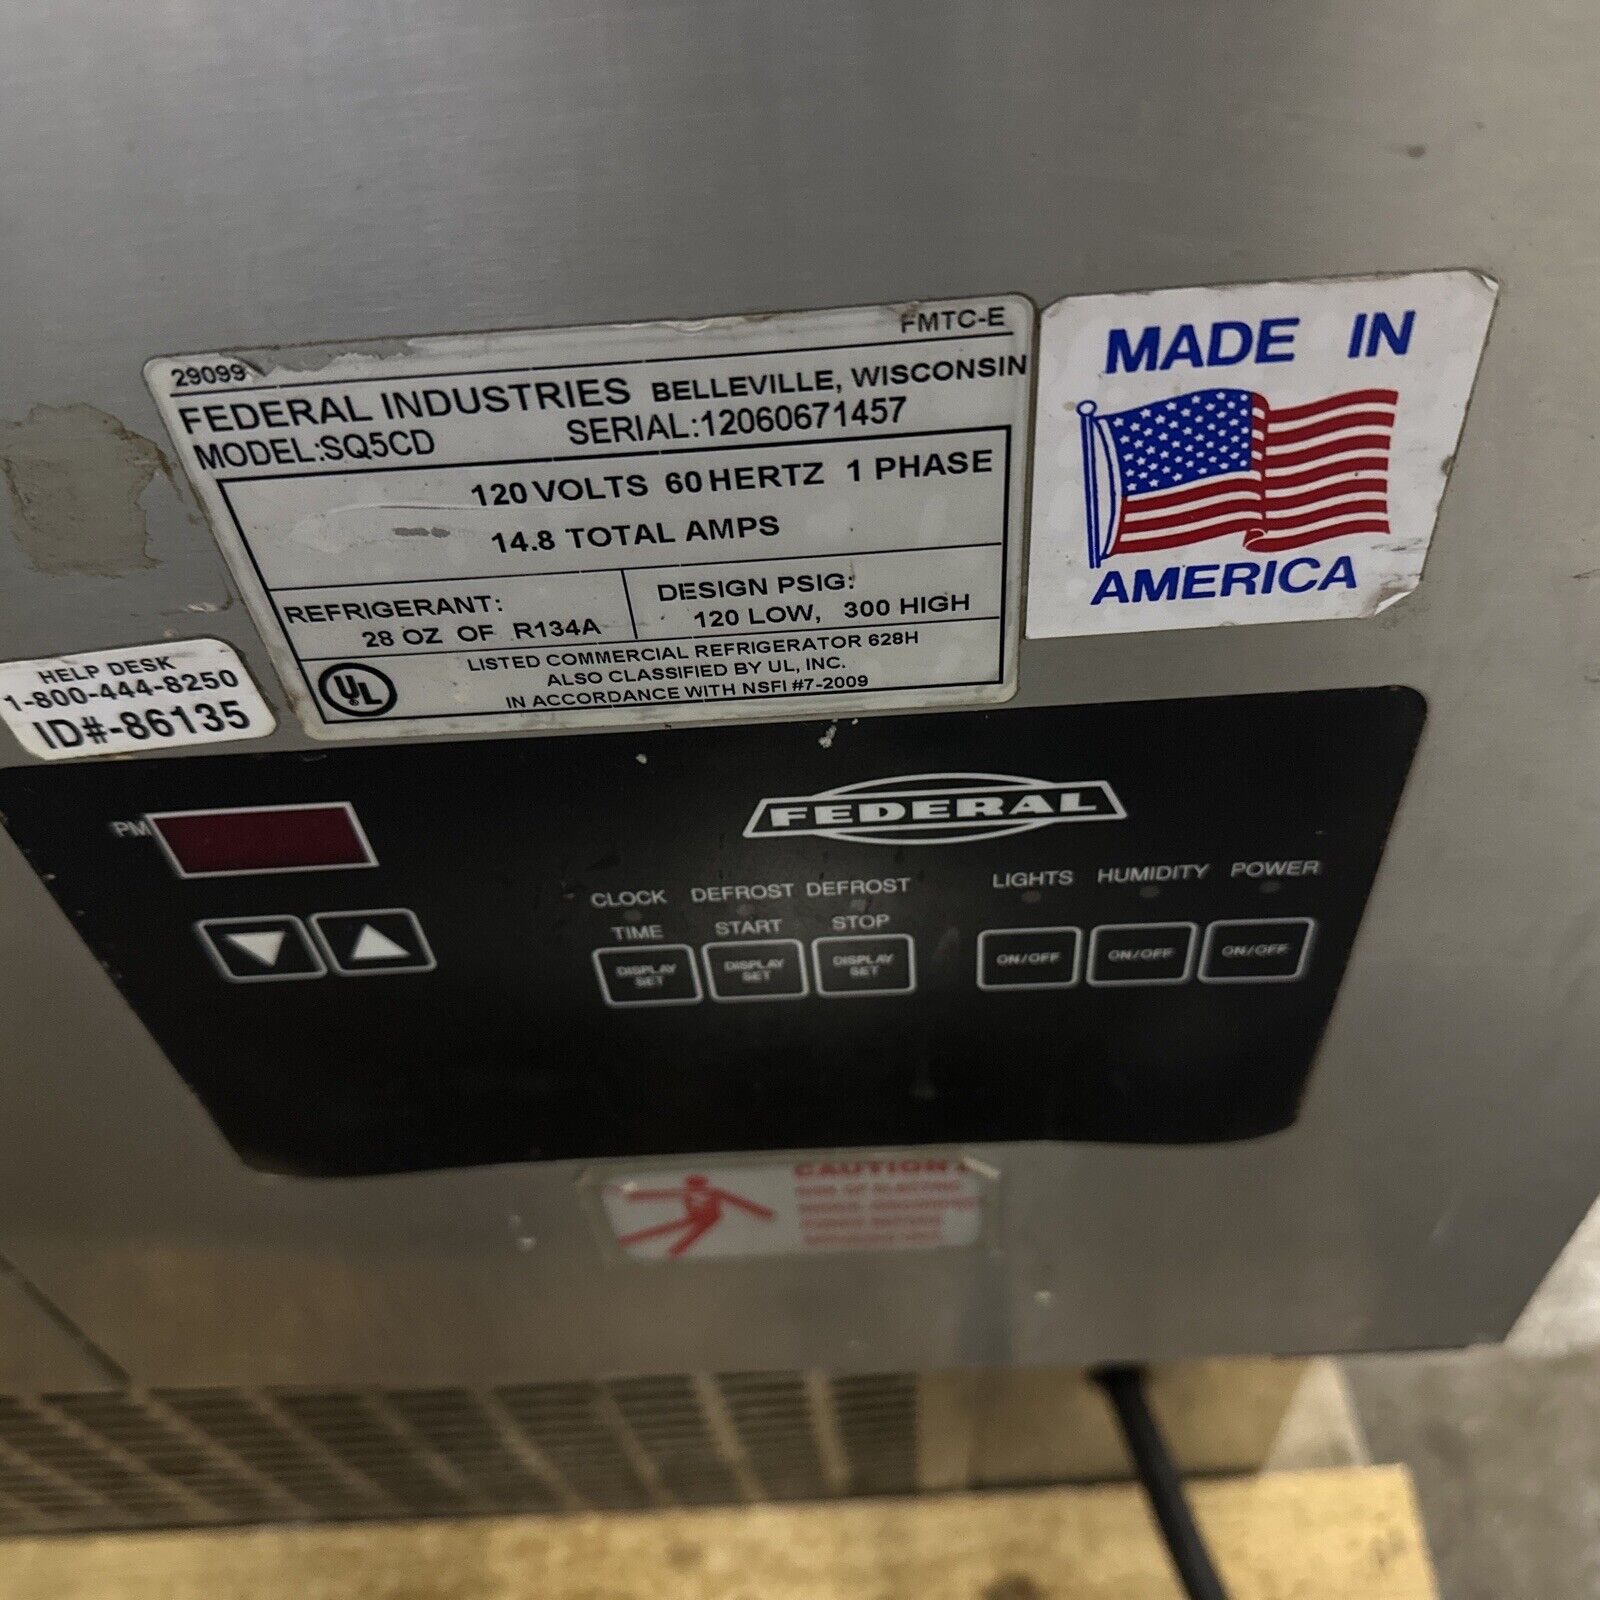 FMTC-E
29099
FEDERAL INDUSTRIES BELLEVILLE, WISCONSIN
MODEL:SQ5CD SERIAL:12060671457
120 VOLTS 60 HERTZ 1 PHASE
14.8 TOTAL AMPS
REFRIGERANT:
28 OZ OF R134A
DESIGN PSIG:
120 LOW, 300 HIGH
UL
LISTED COMMERCIAL REFRIGERATOR 628H
ALSO CLASSIFIED BY UL, INC.
IN ACCORDANCE WITH NSFI #7-2009
MADE IN
AMERICA
HELP DESK
1-800-444-8250
ID#-86135
PM
FEDERAL
CLOCK DEFROST DEFROST
TIME START STOP
DISPLAY SET
DISPLAY SET
DISPLAY SET
LIGHTS HUMIDITY POWER
ON/OFF ON/OFF ON/OFF
CAUTION!